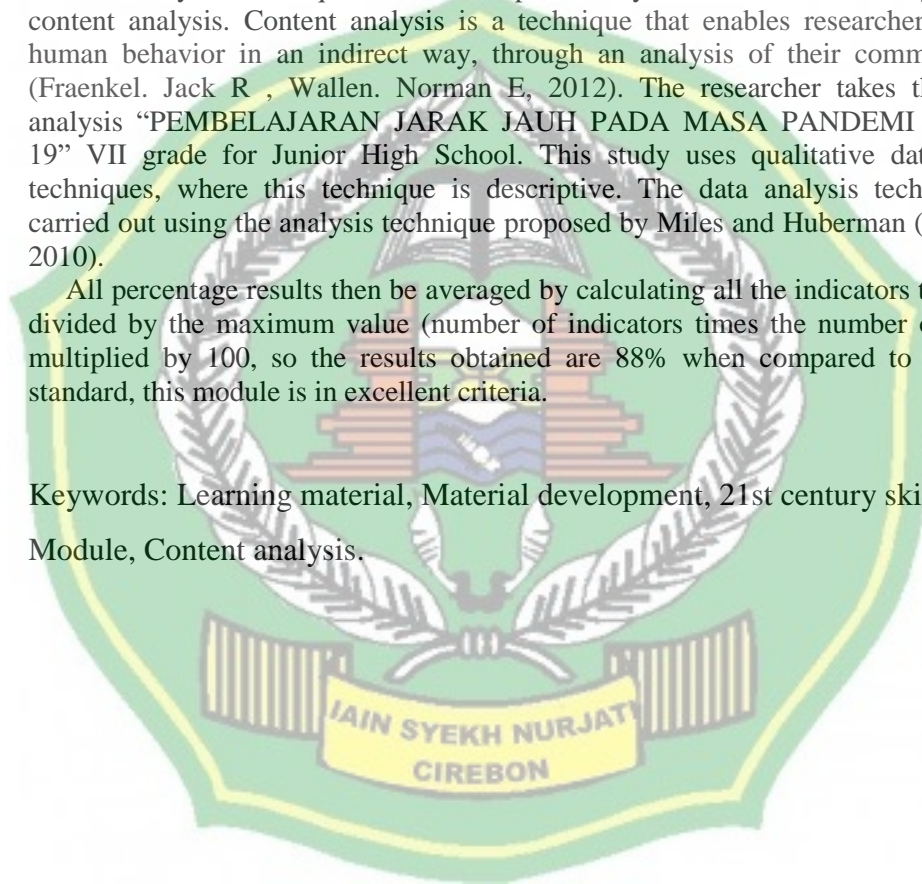 content analysis. Content analysis is a technique that enables researcher
human behavior in an indirect way, through an analysis of their comm
(Fraenkel. Jack R , Wallen. Norman E, 2012). The researcher takes th
analysis “PEMBELAJARAN JARAK JAUH PADA MASA PANDEMI
19” VII grade for Junior High School. This study uses qualitative dat
techniques, where this technique is descriptive. The data analysis tech
carried out using the analysis technique proposed by Miles and Huberman (
2010).
All percentage results then be averaged by calculating all the indicators t
divided by the maximum value (number of indicators times the number
multiplied by 100, so the results obtained are 88% when compared to
standard, this module is in excellent criteria.
Keywords: Learning material, Material development, 21st century ski
Module, Content analysis.
IAIN SYEKH NURJATI
CIREBON